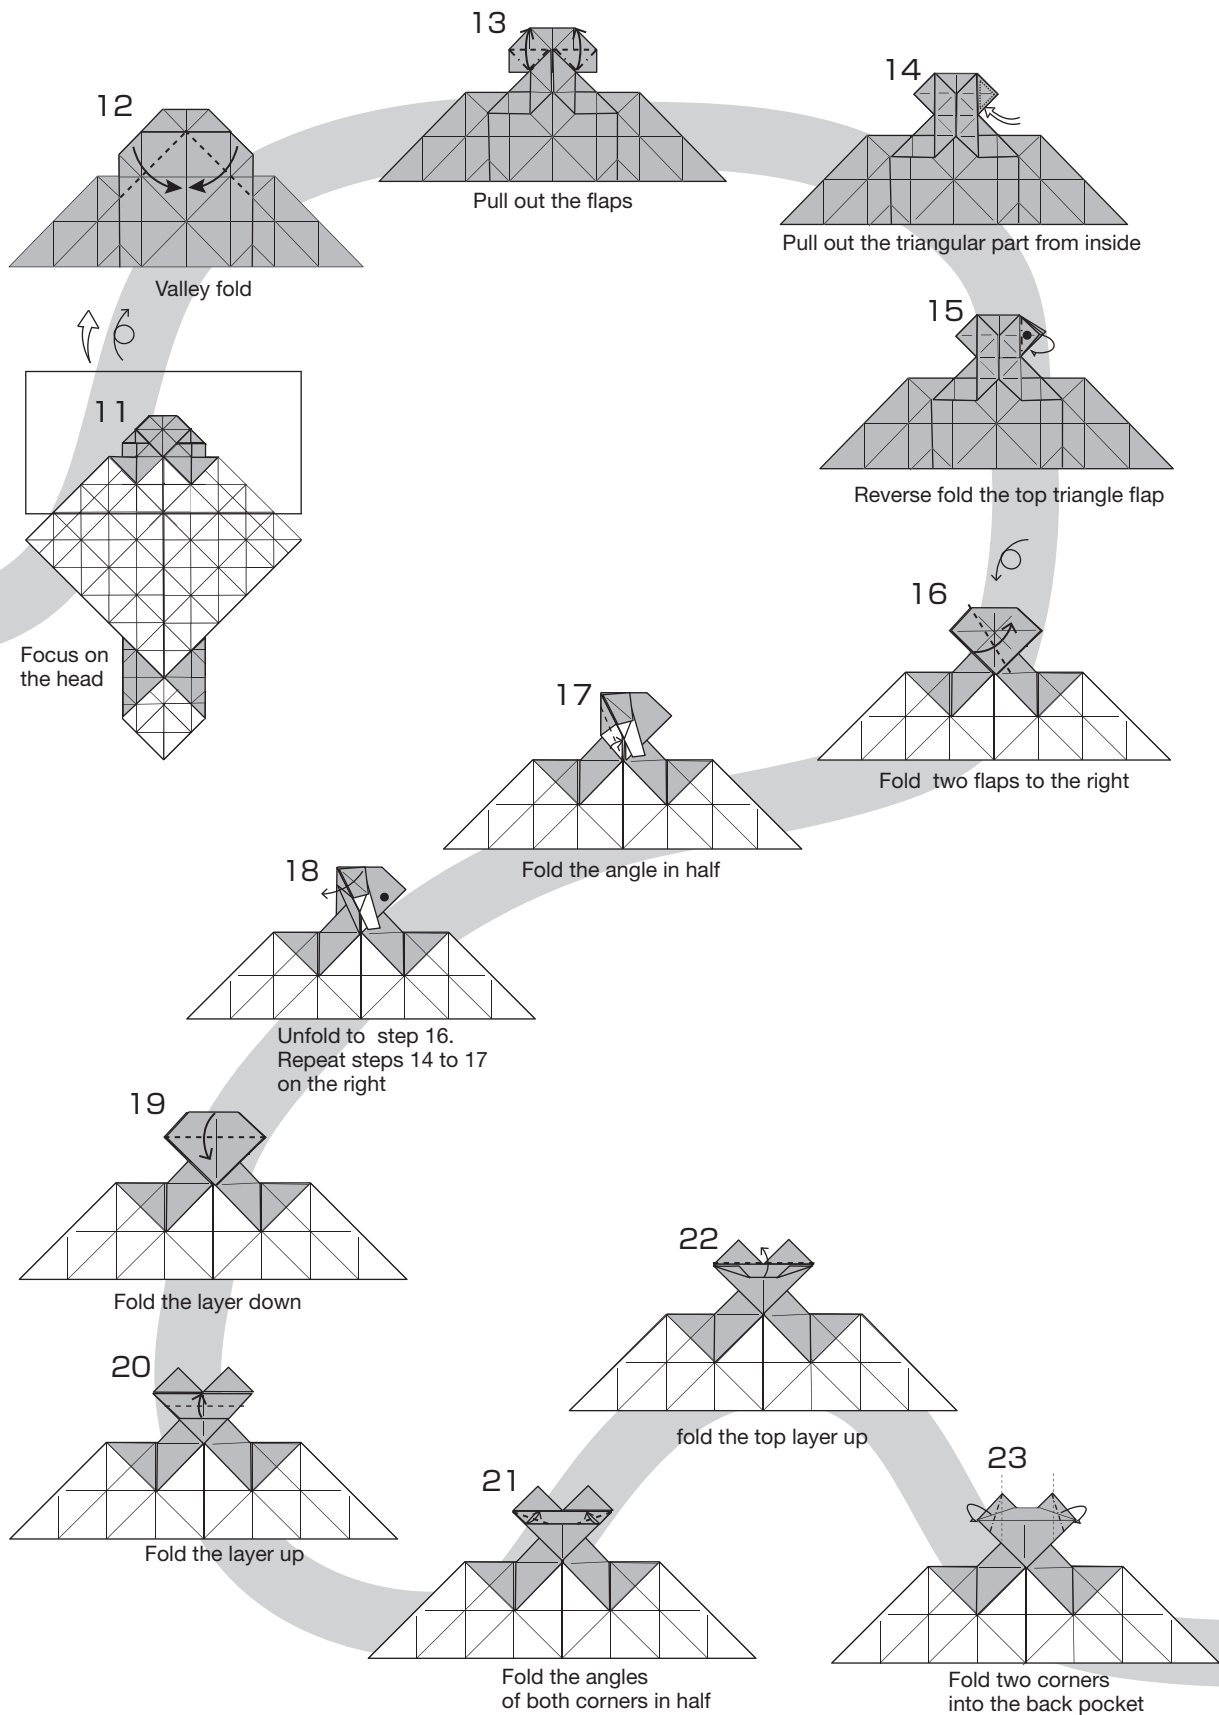 11
Focus on
the head
12
Valley fold
13
Pull out the flaps
14
Pull out the triangular part from inside
15
Reverse fold the top triangle flap
16
Fold  two flaps to the right
17
Fold the angle in half
18
Unfold to  step 16.
Repeat steps 14 to 17
on the right
19
Fold the layer down
20
Fold the layer up
21
Fold the angles
of both corners in half
22
fold the top layer up
23
Fold two corners
into the back pocket